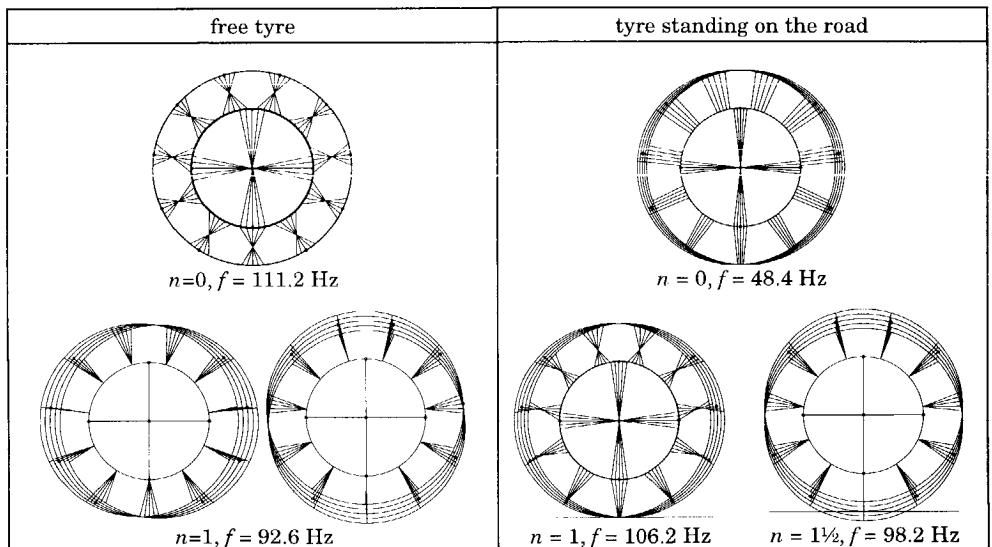 free tyre
tyre standing on the road
n=0, f = 111.2 Hz
n = 0, f = 48.4 Hz
n=1, f = 92.6 Hz
n = 1, f = 106.2 Hz
n = 1½, f = 98.2 Hz